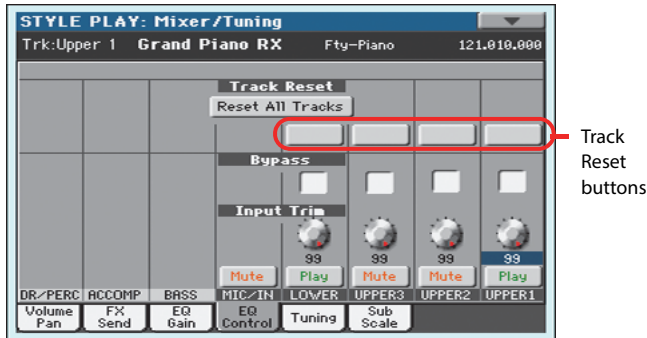 STYLE PLAY: Mixer/Tuning
Trk:Upper 1 Grand Piano RX Fty-Piano 121.010.000
Track Reset
Reset All Tracks
Track
Reset
buttons
Bypass
Input Trim
99 99 99 99
Mute Play Mute Mute Play
DR/PERC ACCOMP BASS MIC/IN LOWER UPPER3 UPPER2 UPPER1
Volume Pan FX Send EQ Gain EQ Control Tuning Sub Scale